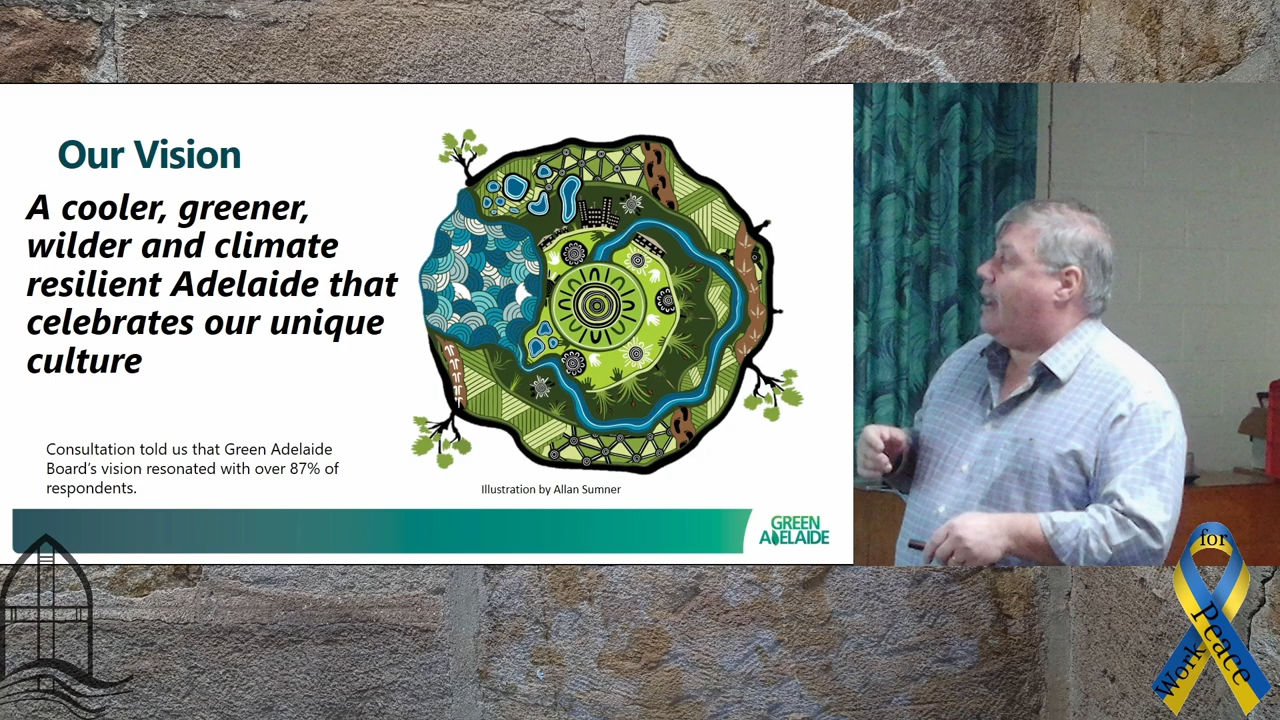 Our Vision
A cooler, greener,
wilder and climate
resilient Adelaide that
celebrates our unique
culture
Consultation told us that Green Adelaide
Board's vision resonated with over 87% of
respondents.
Illustration by Allan Sumner
GREEN
ADELAIDE
Work
for
Peace